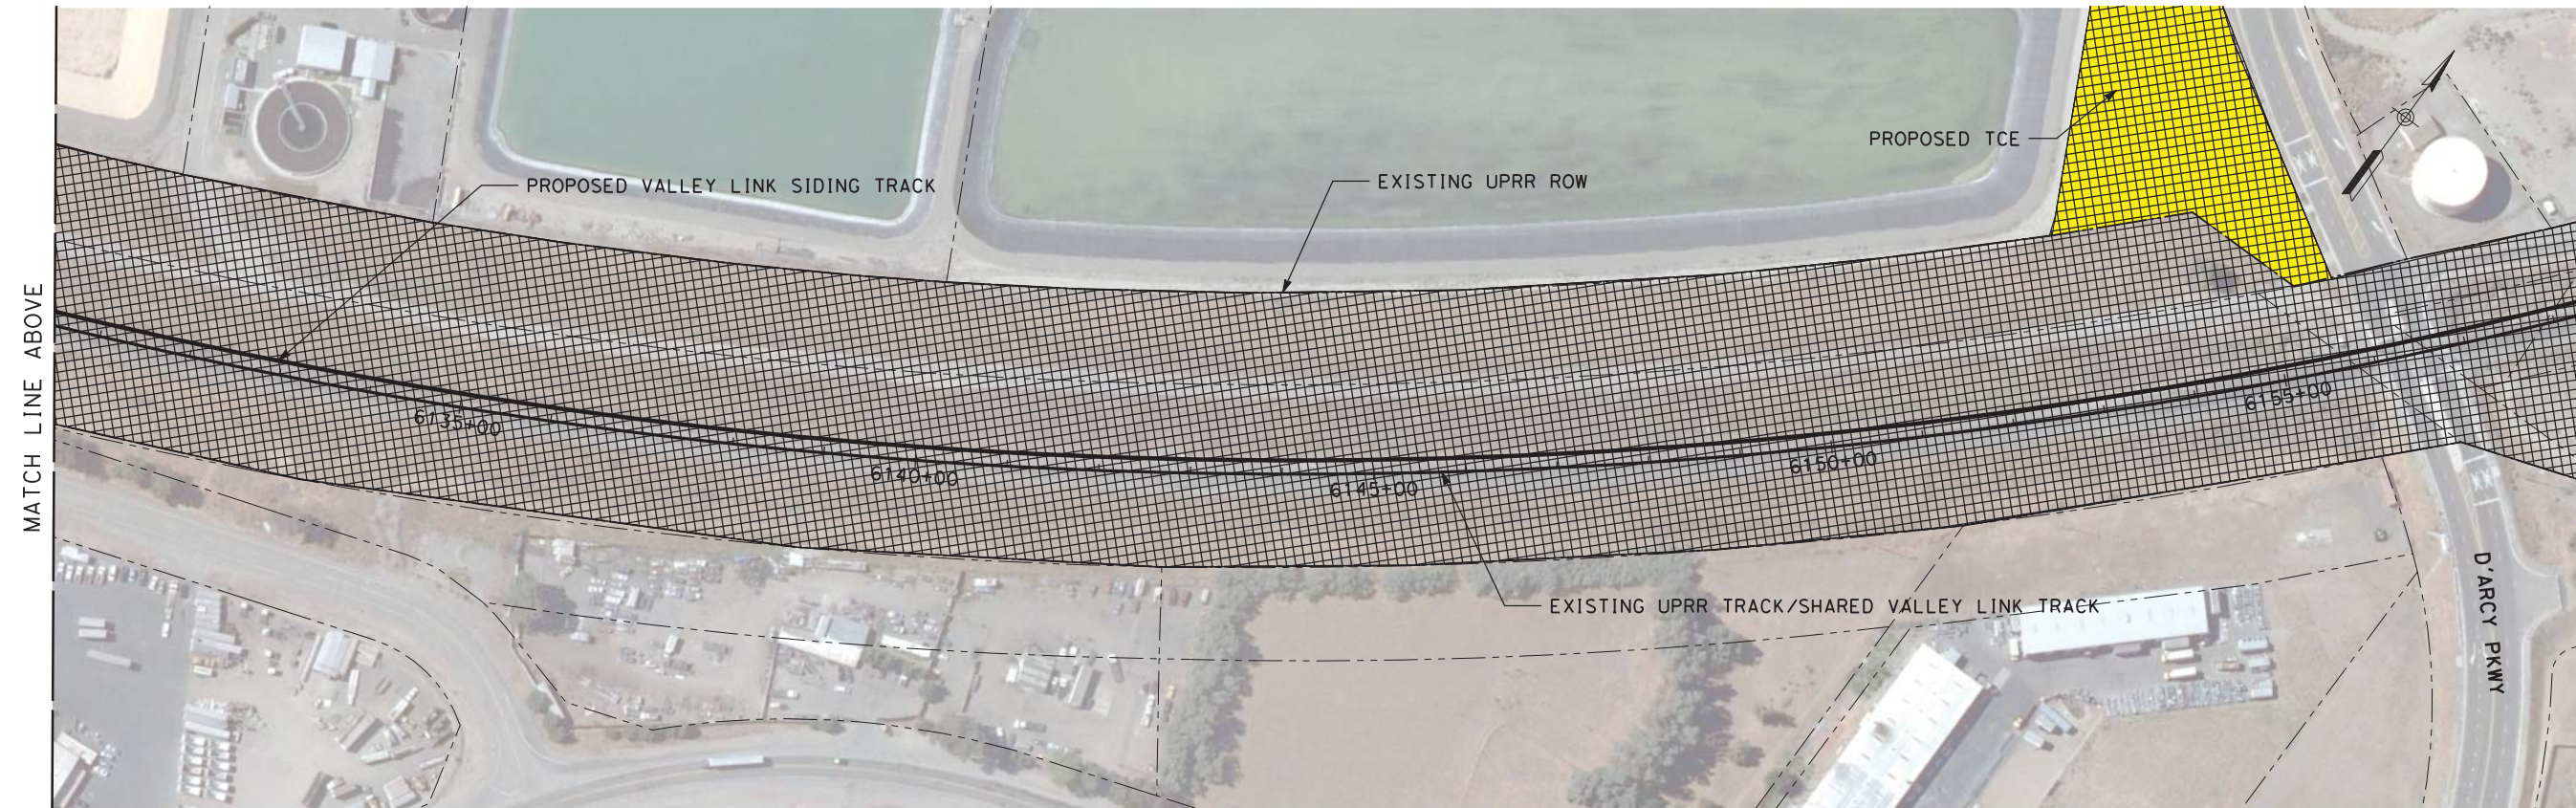 PROPOSED TCE
PROPOSED VALLEY LINK SIDING TRACK
EXISTING UPRR ROW
MATCH LINE ABOVE
6135+00
6140+00
6145+00
6150+00
6155+00
EXISTING UPRR TRACK/SHARED VALLEY LINK TRACK
D'ARCY PKWY